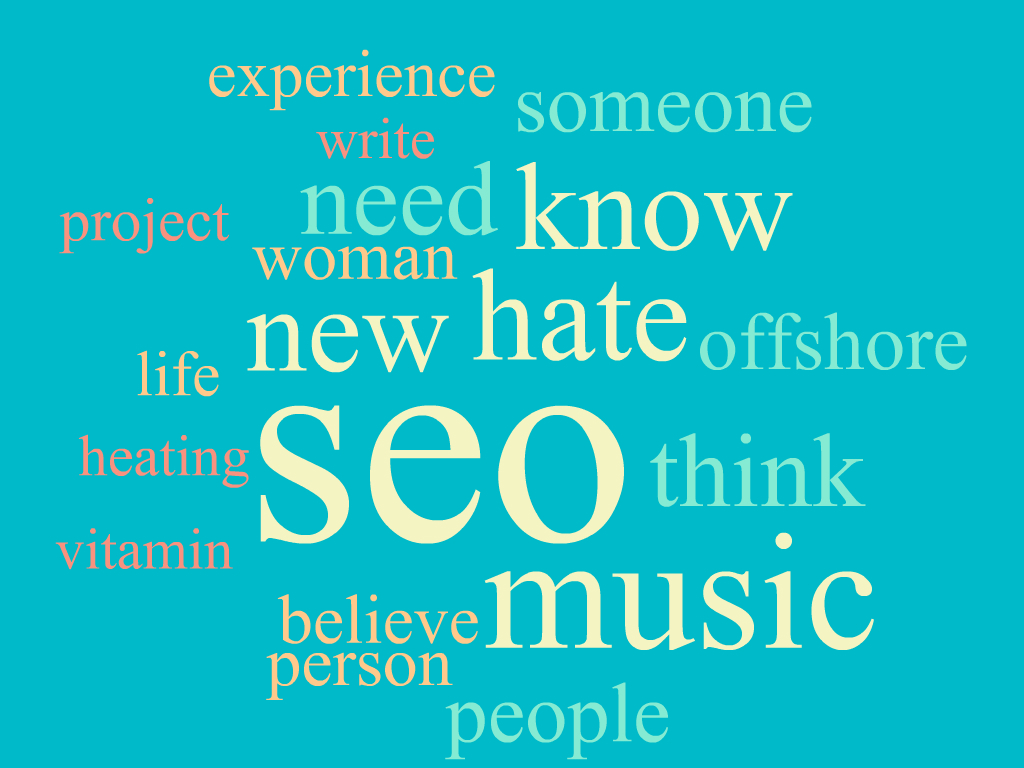 experience
someone
write
need
know
project
woman
new
hate
offshore
life
seo
heating
think
vitamin
music
believe
person
people